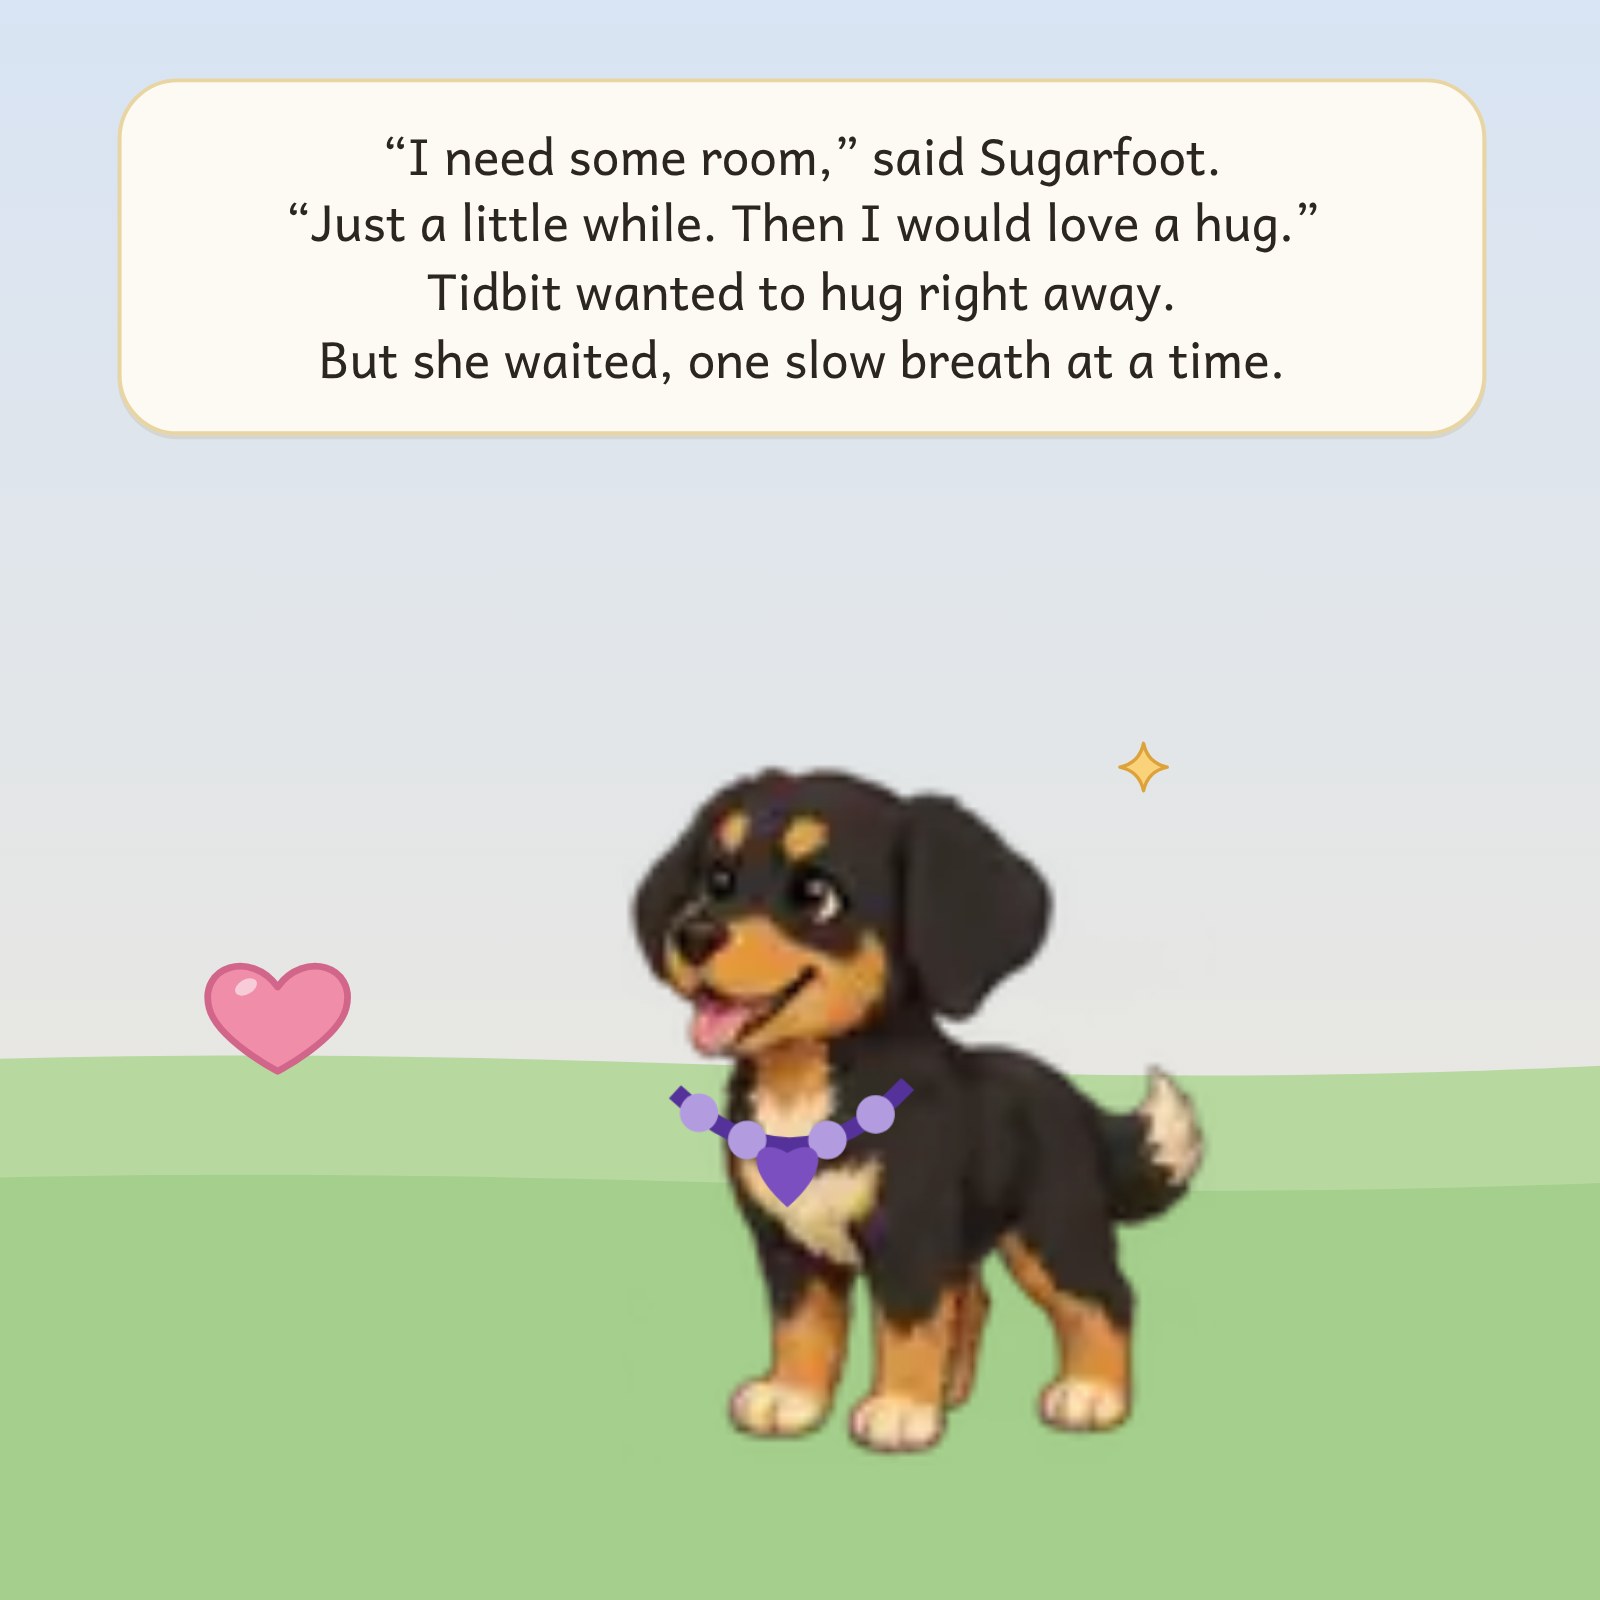 “I need some room,” said Sugarfoot.
“Just a little while. Then I would love a hug.”
Tidbit wanted to hug right away.
But she waited, one slow breath at a time.